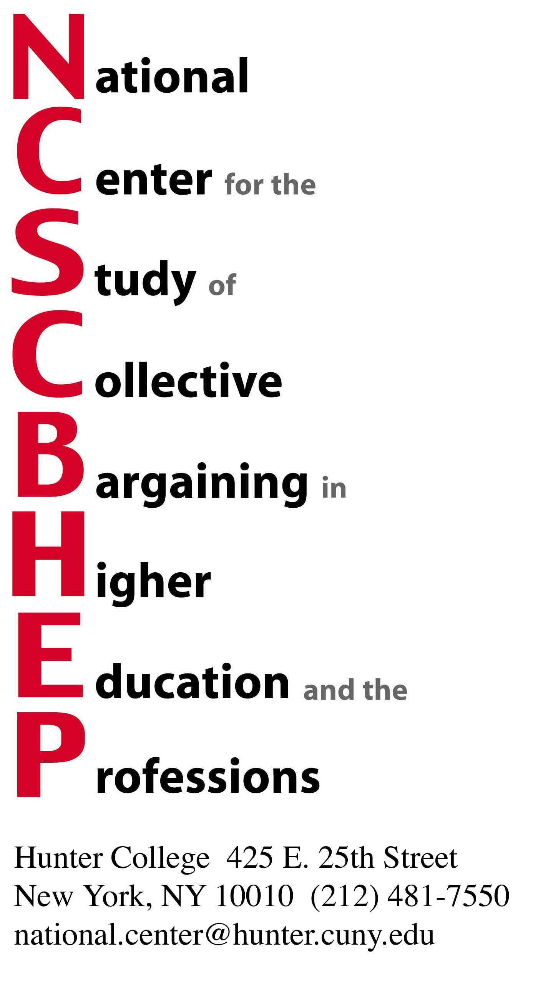 National
Center for the
Study of
Collective
Bargaining in
Higher
Education and the
Professions
Hunter College  425 E. 25th Street
New York, NY 10010  (212) 481-7550
national.center@hunter.cuny.edu